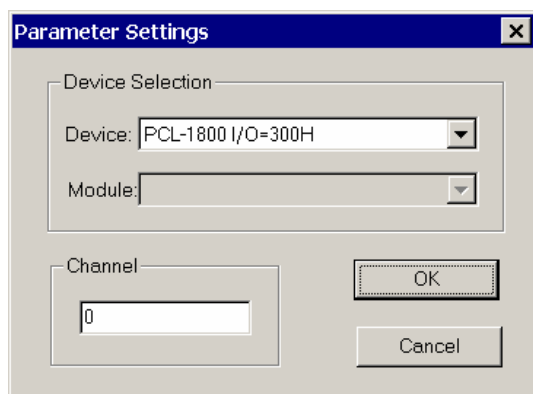 Parameter Settings
Device Selection
Device: PCL-1800 I/O=300H
Module:
Channel
0
OK
Cancel